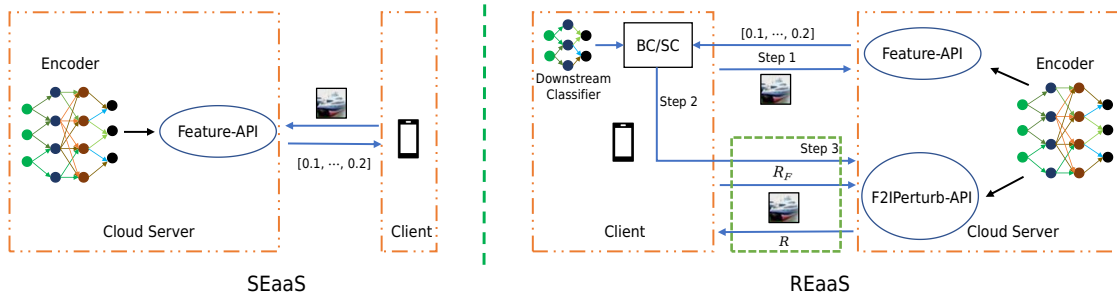 Encoder
Feature-API
[0.1, ⋯, 0.2]
Cloud Server
Client
SEaaS
Downstream
Classifier
BC/SC
[0.1, ⋯, 0.2]
Step 1
Feature-API
Encoder
Step 2
Step 3
R_F
R
F2IPerturb-API
Client
Cloud Server
REaaS